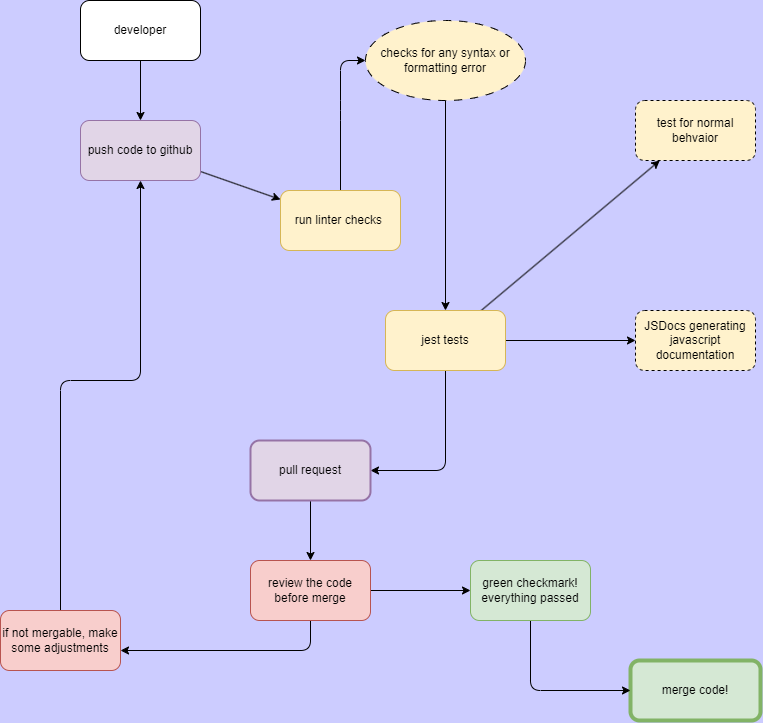 developer
checks for any syntax or
formatting error
push code to github
test for normal
behvaior
run linter checks
jest tests
JSDocs generating
javascript
documentation
pull request
review the code
before merge
green checkmark!
everything passed
if not mergable, make
some adjustments
merge code!